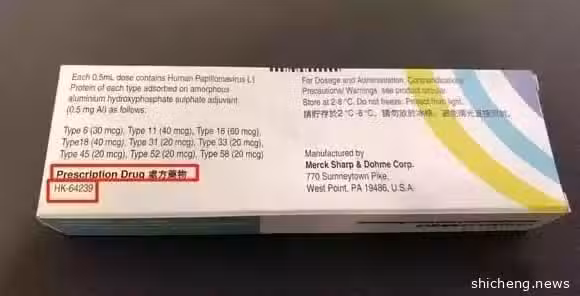 Each 0.5mL dose contains Human Papillomavirus L1
Protein of each type adsorbed on amorphous
aluminium hydroxyphosphate sulphate adjuvant
(0.5 mg Al) as follows:
Type 6 (30 mcg), Type 11 (40 mcg), Type 16 (60 mcg),
Type18 (40 mcg), Type 31 (20 mcg), Type 33 (20 mcg),
Type 45 (20 mcg), Type 52 (20 mcg), Type 58 (20 mcg)
Prescription Drug 處方藥物
HK-64239
For Dosage and Administration, Contraindications,
Precautions/ Warnings see product circular.
Store at 2-8 °C. Do not freeze. Protect from light.
請貯存於2°C -8°C, 請勿放於冰格, 避免陽光直接照射.
Manufactured by
Merck Sharp & Dohme Corp.
770 Sumneytown Pike,
West Point, PA 19486, U.S.A.
shicheng.news